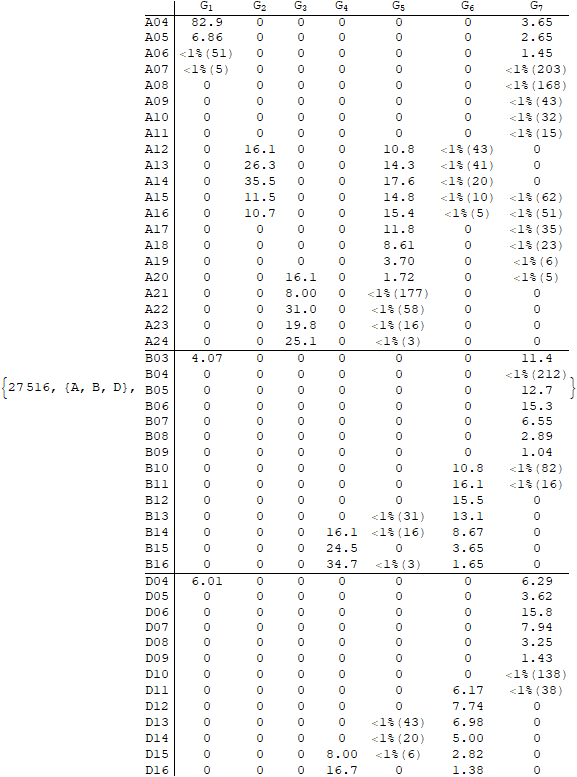 G₁ G₂ G₃ G₄ G₅ G₆ G₇
A04 82.9 0 0 0 0 0 3.65
A05 6.86 0 0 0 0 0 2.65
A06 <1%(51) 0 0 0 0 0 1.45
A07 <1%(5) 0 0 0 0 0 <1%(203)
A08 0 0 0 0 0 0 <1%(168)
A09 0 0 0 0 0 0 <1%(43)
A10 0 0 0 0 0 0 <1%(32)
A11 0 0 0 0 0 0 <1%(15)
A12 0 16.1 0 0 10.8 <1%(43) 0
A13 0 26.3 0 0 14.3 <1%(41) 0
A14 0 35.5 0 0 17.6 <1%(20) 0
A15 0 11.5 0 0 14.8 <1%(10) <1%(62)
A16 0 10.7 0 0 15.4 <1%(5) <1%(51)
A17 0 0 0 0 11.8 0 <1%(35)
A18 0 0 0 0 8.61 0 <1%(23)
A19 0 0 0 0 3.70 0 <1%(6)
A20 0 0 16.1 0 1.72 0 <1%(5)
A21 0 0 8.00 0 <1%(177) 0 0
A22 0 0 31.0 0 <1%(58) 0 0
A23 0 0 19.8 0 <1%(16) 0 0
A24 0 0 25.1 0 <1%(3) 0 0
B03 4.07 0 0 0 0 0 11.4
B04 0 0 0 0 0 0 <1%(212)
{27516, {A, B, D}, B05 0 0 0 0 0 0 12.7 }
B06 0 0 0 0 0 0 15.3
B07 0 0 0 0 0 0 6.55
B08 0 0 0 0 0 0 2.89
B09 0 0 0 0 0 0 1.04
B10 0 0 0 0 0 10.8 <1%(82)
B11 0 0 0 0 0 16.1 <1%(16)
B12 0 0 0 0 0 15.5 0
B13 0 0 0 0 <1%(31) 13.1 0
B14 0 0 0 16.1 <1%(16) 8.67 0
B15 0 0 0 24.5 0 3.65 0
B16 0 0 0 34.7 <1%(3) 1.65 0
D04 6.01 0 0 0 0 0 6.29
D05 0 0 0 0 0 0 3.62
D06 0 0 0 0 0 0 15.8
D07 0 0 0 0 0 0 7.94
D08 0 0 0 0 0 0 3.25
D09 0 0 0 0 0 0 1.43
D10 0 0 0 0 0 0 <1%(138)
D11 0 0 0 0 0 6.17 <1%(38)
D12 0 0 0 0 0 7.74 0
D13 0 0 0 0 <1%(43) 6.98 0
D14 0 0 0 0 <1%(20) 5.00 0
D15 0 0 0 8.00 <1%(6) 2.82 0
D16 0 0 0 16.7 0 1.38 0